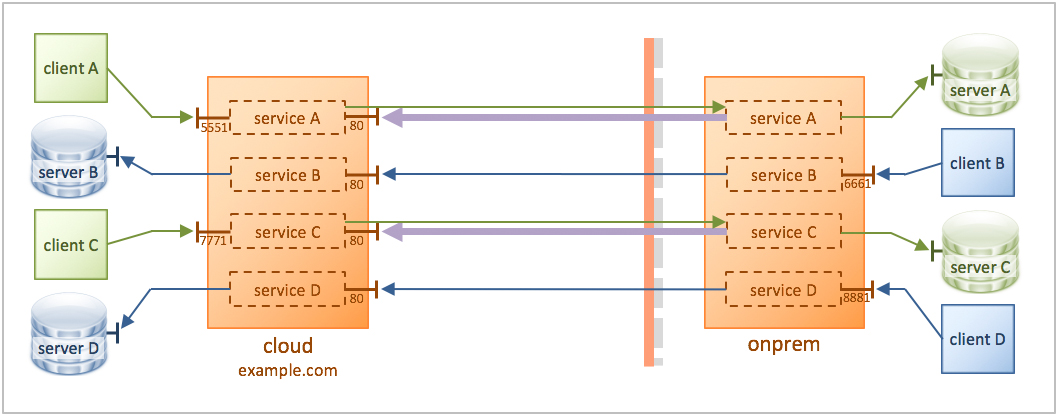 client A
5551
service A
80
service A
server A
server B
service B
80
service B
6661
client B
client C
7771
service C
80
service C
server C
server D
service D
80
service D
8881
client D
cloud
example.com
onprem